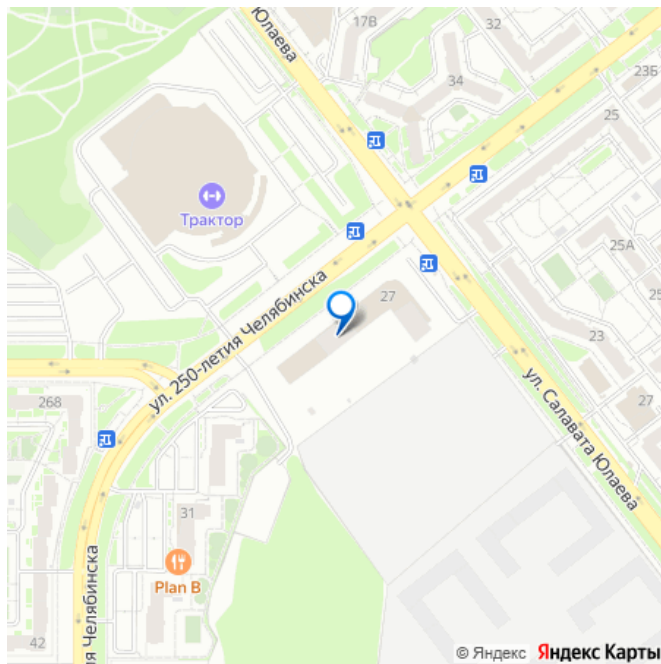 17В
32
Юлаева
23Б
34
25
Трактор
25А
27
25
ул. 250-летия Челябинска
23
268
27
ул. Салавата Юлаева
31
Plan B
ия Челябинска
42
© Яндекс Яндекс Карты